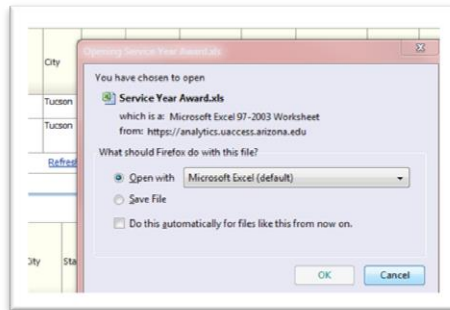 Opening Service Year Award.xls
City
You have chosen to open
Service Year Award.xls
Tucson
which is a: Microsoft Excel 97-2003 Worksheet
Tucson
from: https://analytics.uaccess.arizona.edu
What should Firefox do with this file?
Refresh
Open with
Microsoft Excel (default)
Save File
Do this automatically for files like this from now on.
City
Sta
OK
Cancel